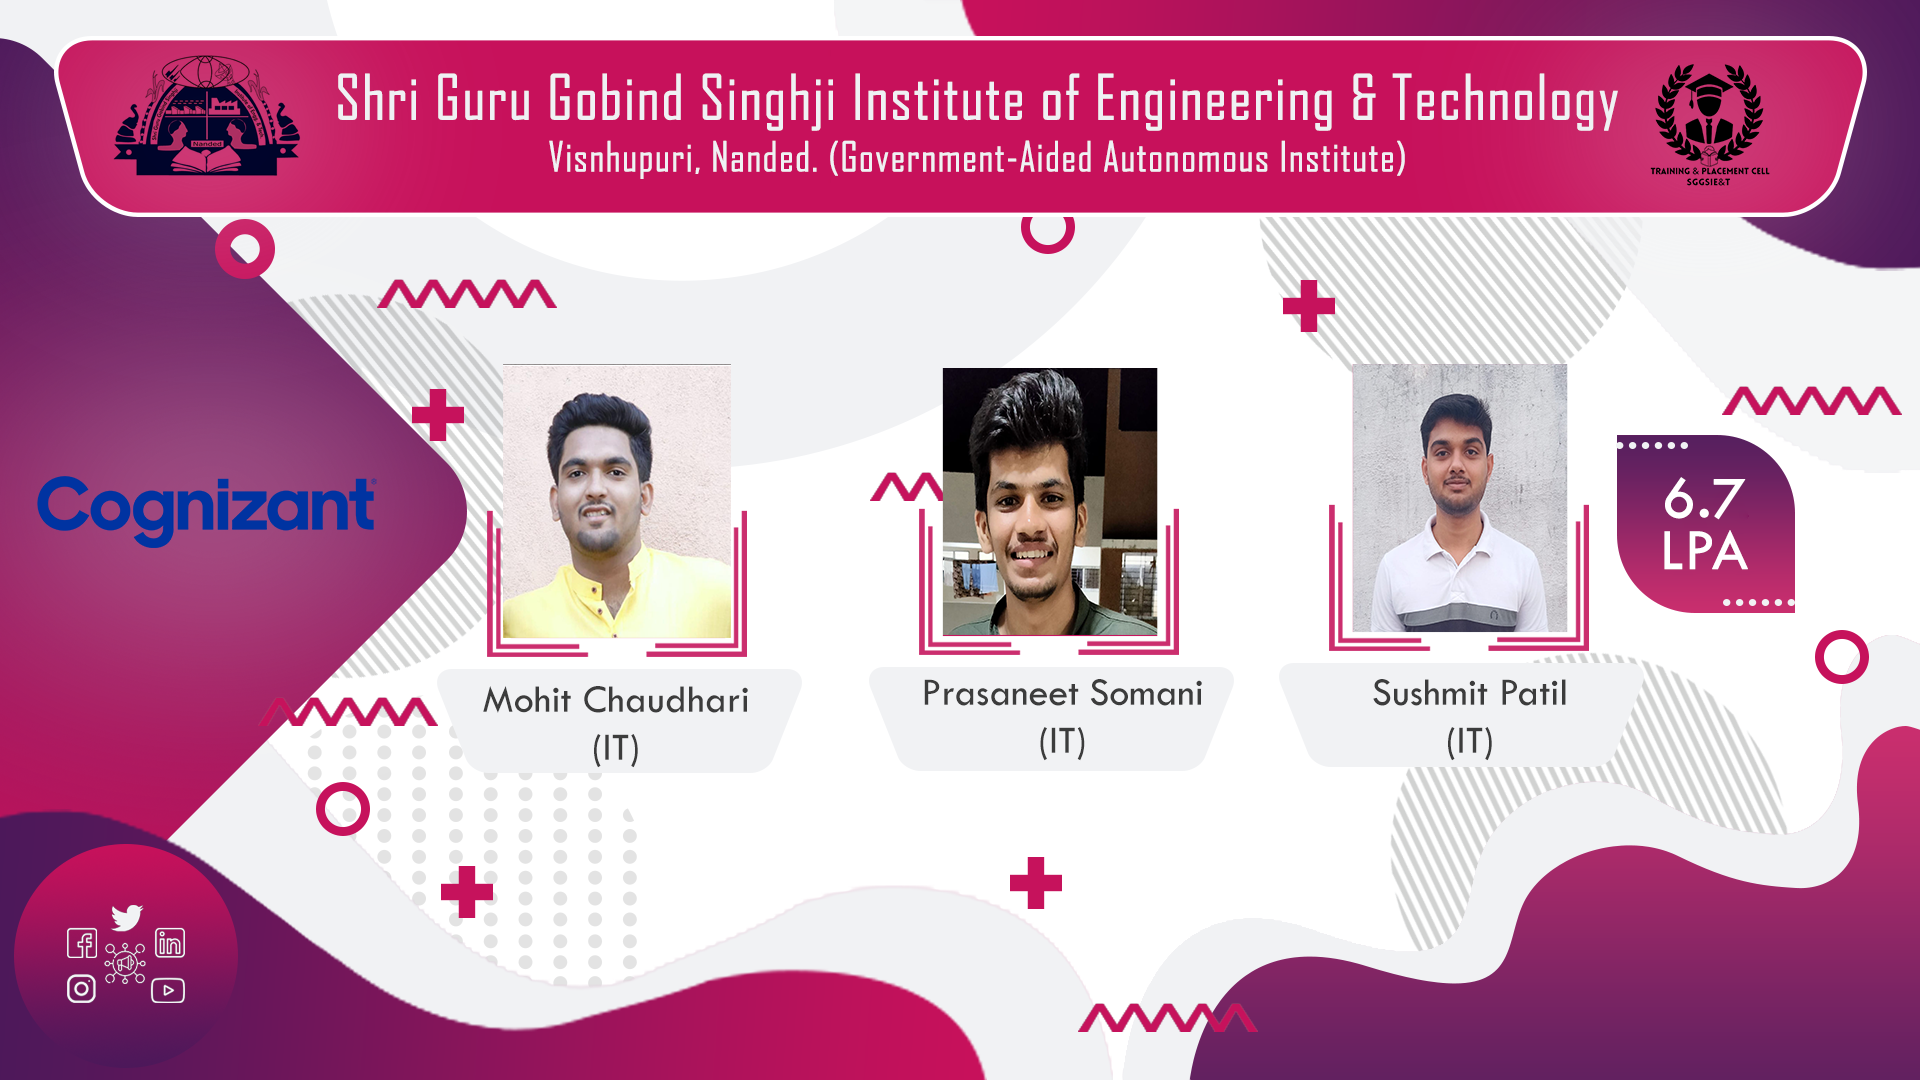 Shri Guru Gobind Singhji Institute of Engineering & Technology
Visnhupuri, Nanded. (Government-Aided Autonomous Institute)
Nanded
TRAINING & PLACEMENT CELL
SGGSIE&T
Cognizant
6.7
LPA
Mohit Chaudhari
(IT)
Prasaneet Somani
(IT)
Sushmit Patil
(IT)